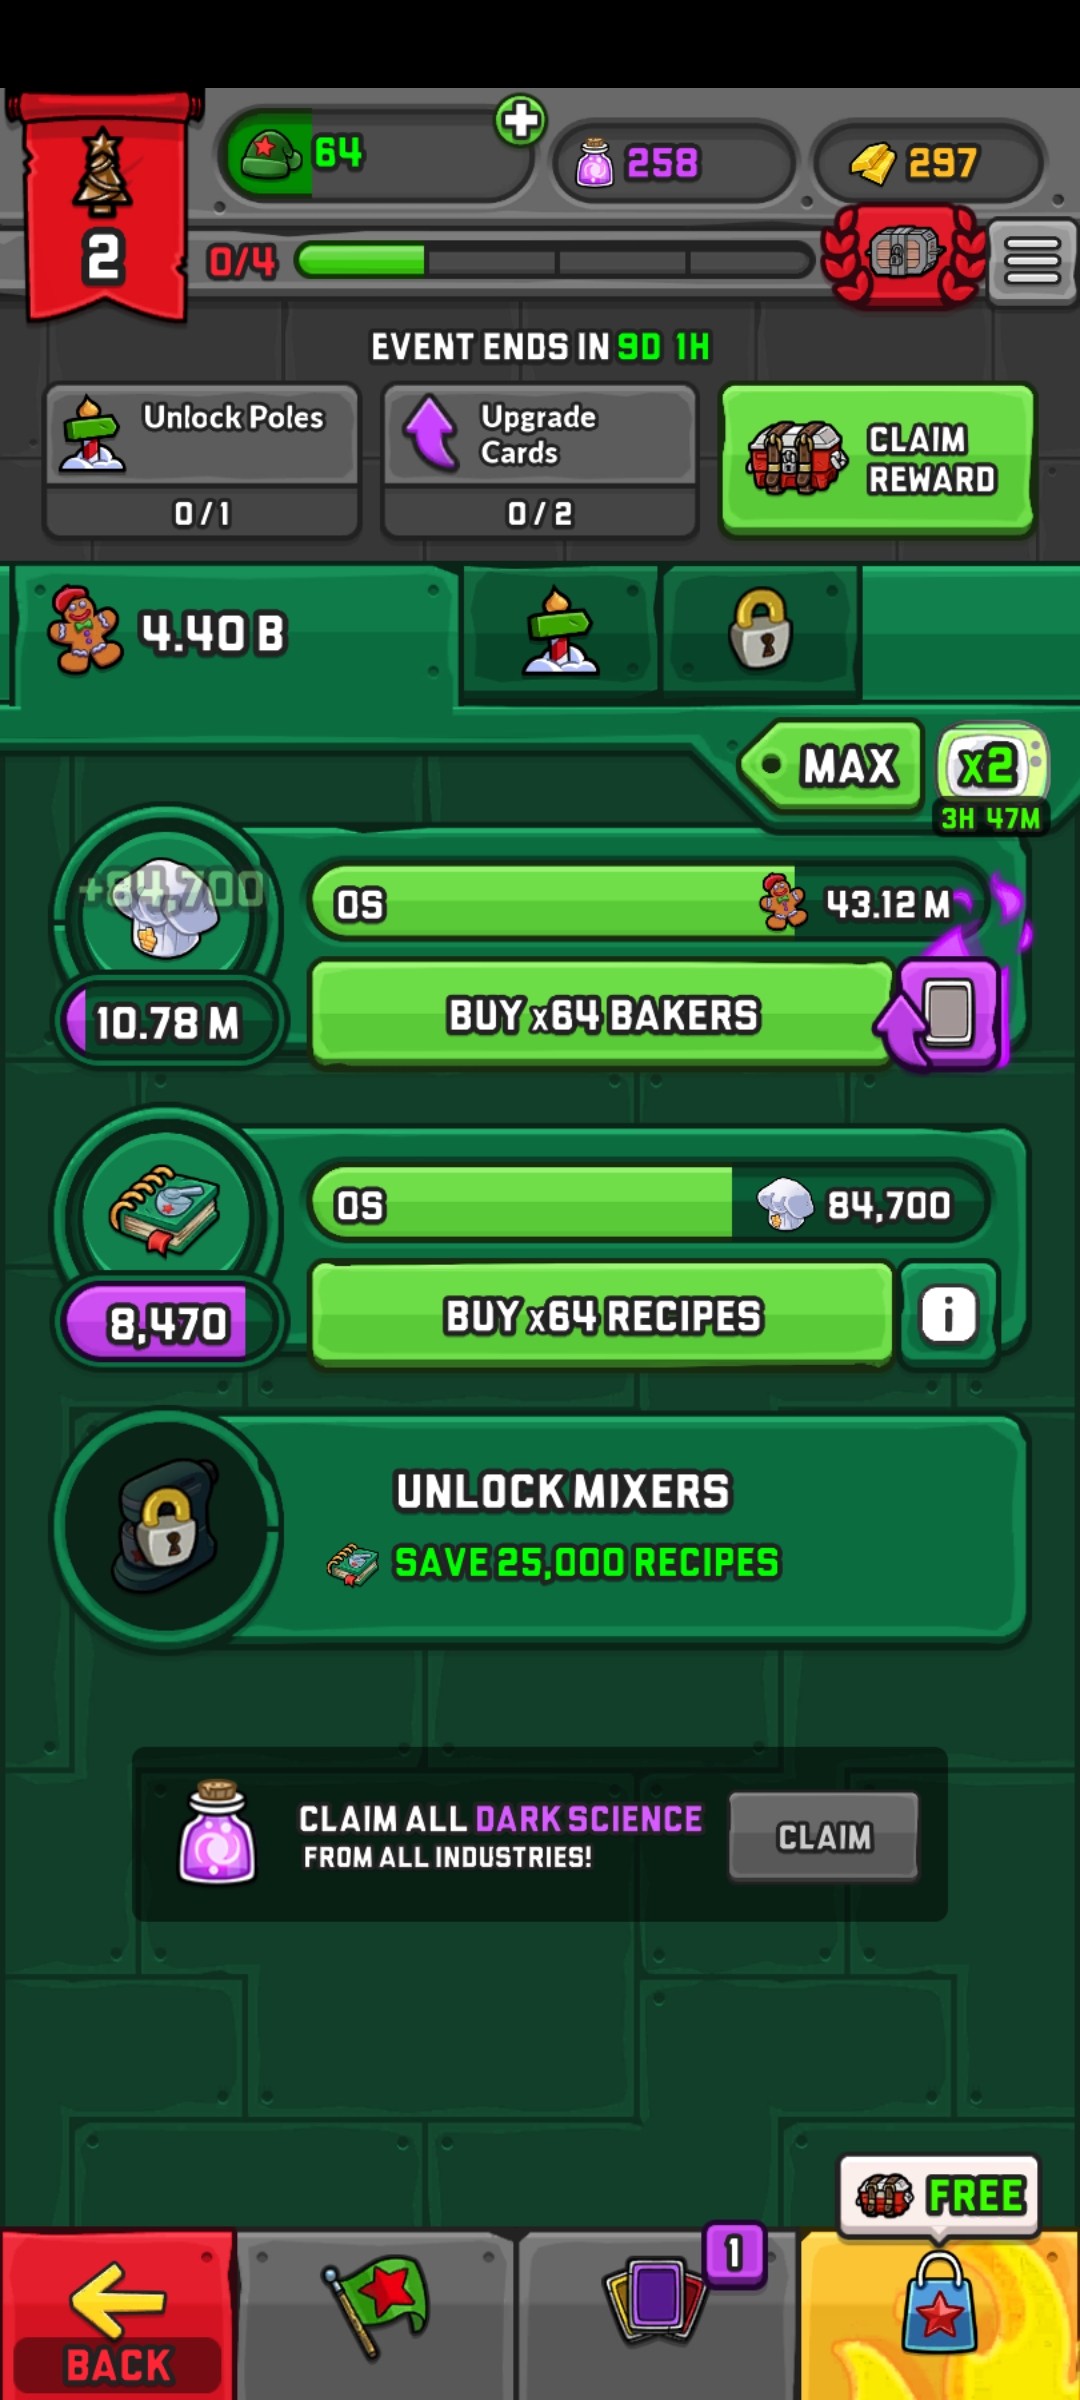 64
258
297
2
0/4
EVENT ENDS IN 9D 1H
Unlock Poles
0/1
Upgrade
Cards
0/2
CLAIM
REWARD
4.40 B
MAX
x2
3H 47M
+84,700
0S
43.12 M
10.78 M
BUY x64 BAKERS
0S
84,700
8,470
BUY x64 RECIPES
i
UNLOCK MIXERS
SAVE 25,000 RECIPES
CLAIM ALL DARK SCIENCE
FROM ALL INDUSTRIES!
CLAIM
FREE
1
BACK